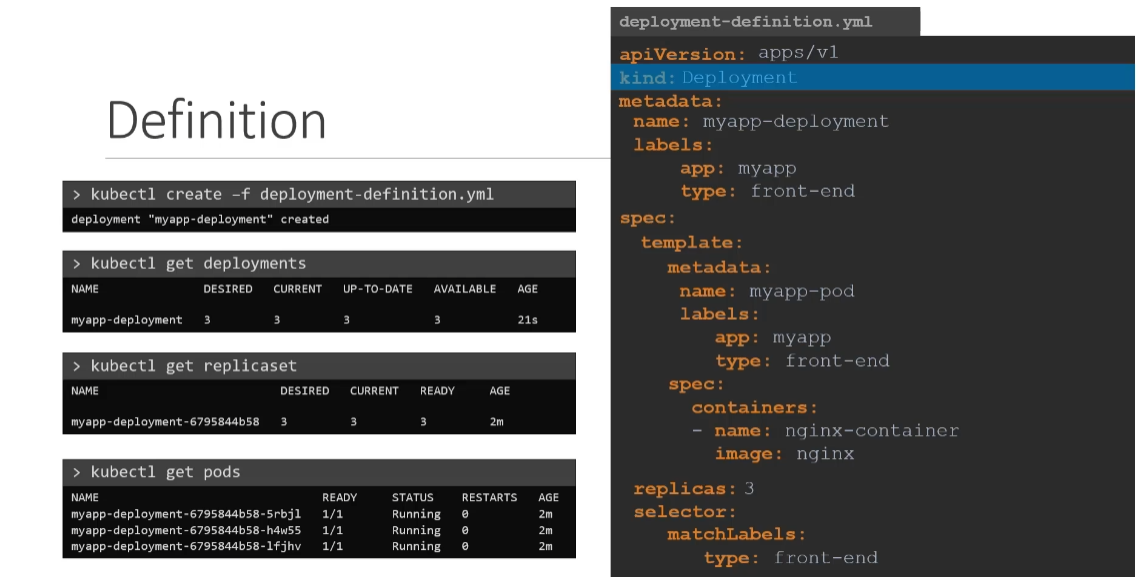 Definition
> kubectl create –f deployment-definition.yml
deployment "myapp-deployment" created
> kubectl get deployments
NAME DESIRED CURRENT UP-TO-DATE AVAILABLE AGE
myapp-deployment 3 3 3 3 21s
> kubectl get replicaset
NAME DESIRED CURRENT READY AGE
myapp-deployment-6795844b58 3 3 3 2m
> kubectl get pods
NAME READY STATUS RESTARTS AGE
myapp-deployment-6795844b58-5rbjl 1/1 Running 0 2m
myapp-deployment-6795844b58-h4w55 1/1 Running 0 2m
myapp-deployment-6795844b58-lfjhv 1/1 Running 0 2m
deployment-definition.yml
apiVersion: apps/v1
kind: Deployment
metadata:
name: myapp-deployment
labels:
app: myapp
type: front-end
spec:
template:
metadata:
name: myapp-pod
labels:
app: myapp
type: front-end
spec:
containers:
- name: nginx-container
image: nginx
replicas: 3
selector:
matchLabels:
type: front-end